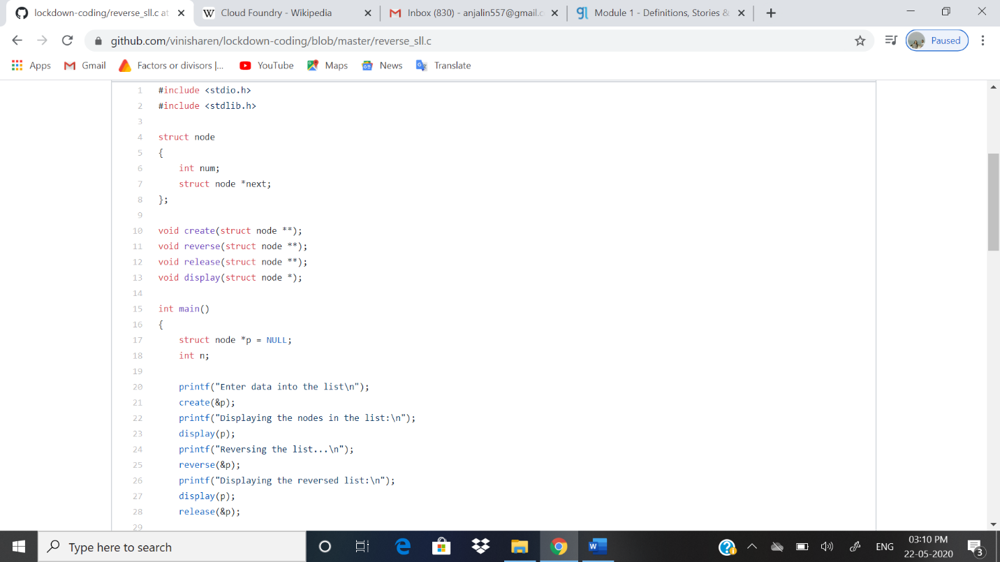 lockdown-coding/reverse_sll.c at
Cloud Foundry - Wikipedia
Inbox (830) - anjalin557@gmail.c
Module 1 - Definitions, Stories &
github.com/vinisharen/lockdown-coding/blob/master/reverse_sll.c
Paused
Apps
Gmail
Factors or divisors |...
YouTube
Maps
News
Translate
1 #include <stdio.h>
2 #include <stdlib.h>
3
4 struct node
5 {
6 int num;
7 struct node *next;
8 };
9
10 void create(struct node **);
11 void reverse(struct node **);
12 void release(struct node **);
13 void display(struct node *);
14
15 int main()
16 {
17 struct node *p = NULL;
18 int n;
19
20 printf("Enter data into the list\n");
21 create(&p);
22 printf("Displaying the nodes in the list:\n");
23 display(p);
24 printf("Reversing the list...\n");
25 reverse(&p);
26 printf("Displaying the reversed list:\n");
27 display(p);
28 release(&p);
29
Type here to search
ENG
03:10 PM
22-05-2020
3